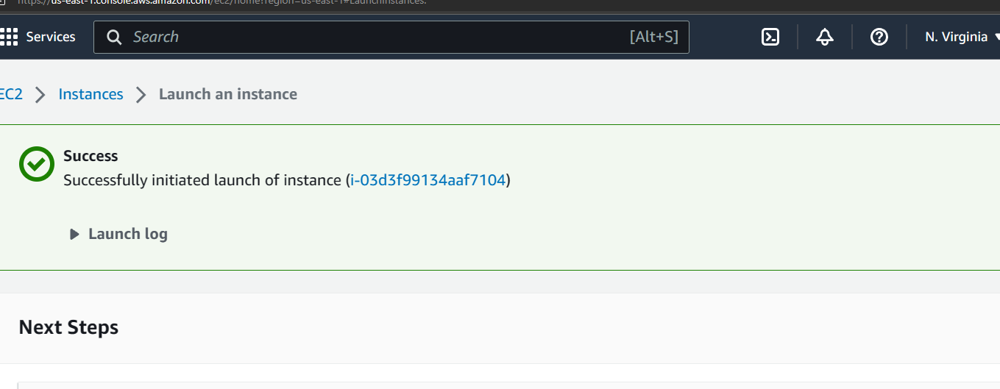 https://us-east-1.console.aws.amazon.com/ec2/home?region=us-east-1#LaunchInstances:
Services Search [Alt+S] N. Virginia
EC2 Instances Launch an instance
Success
Successfully initiated launch of instance (i-03d3f99134aaf7104)
Launch log
Next Steps